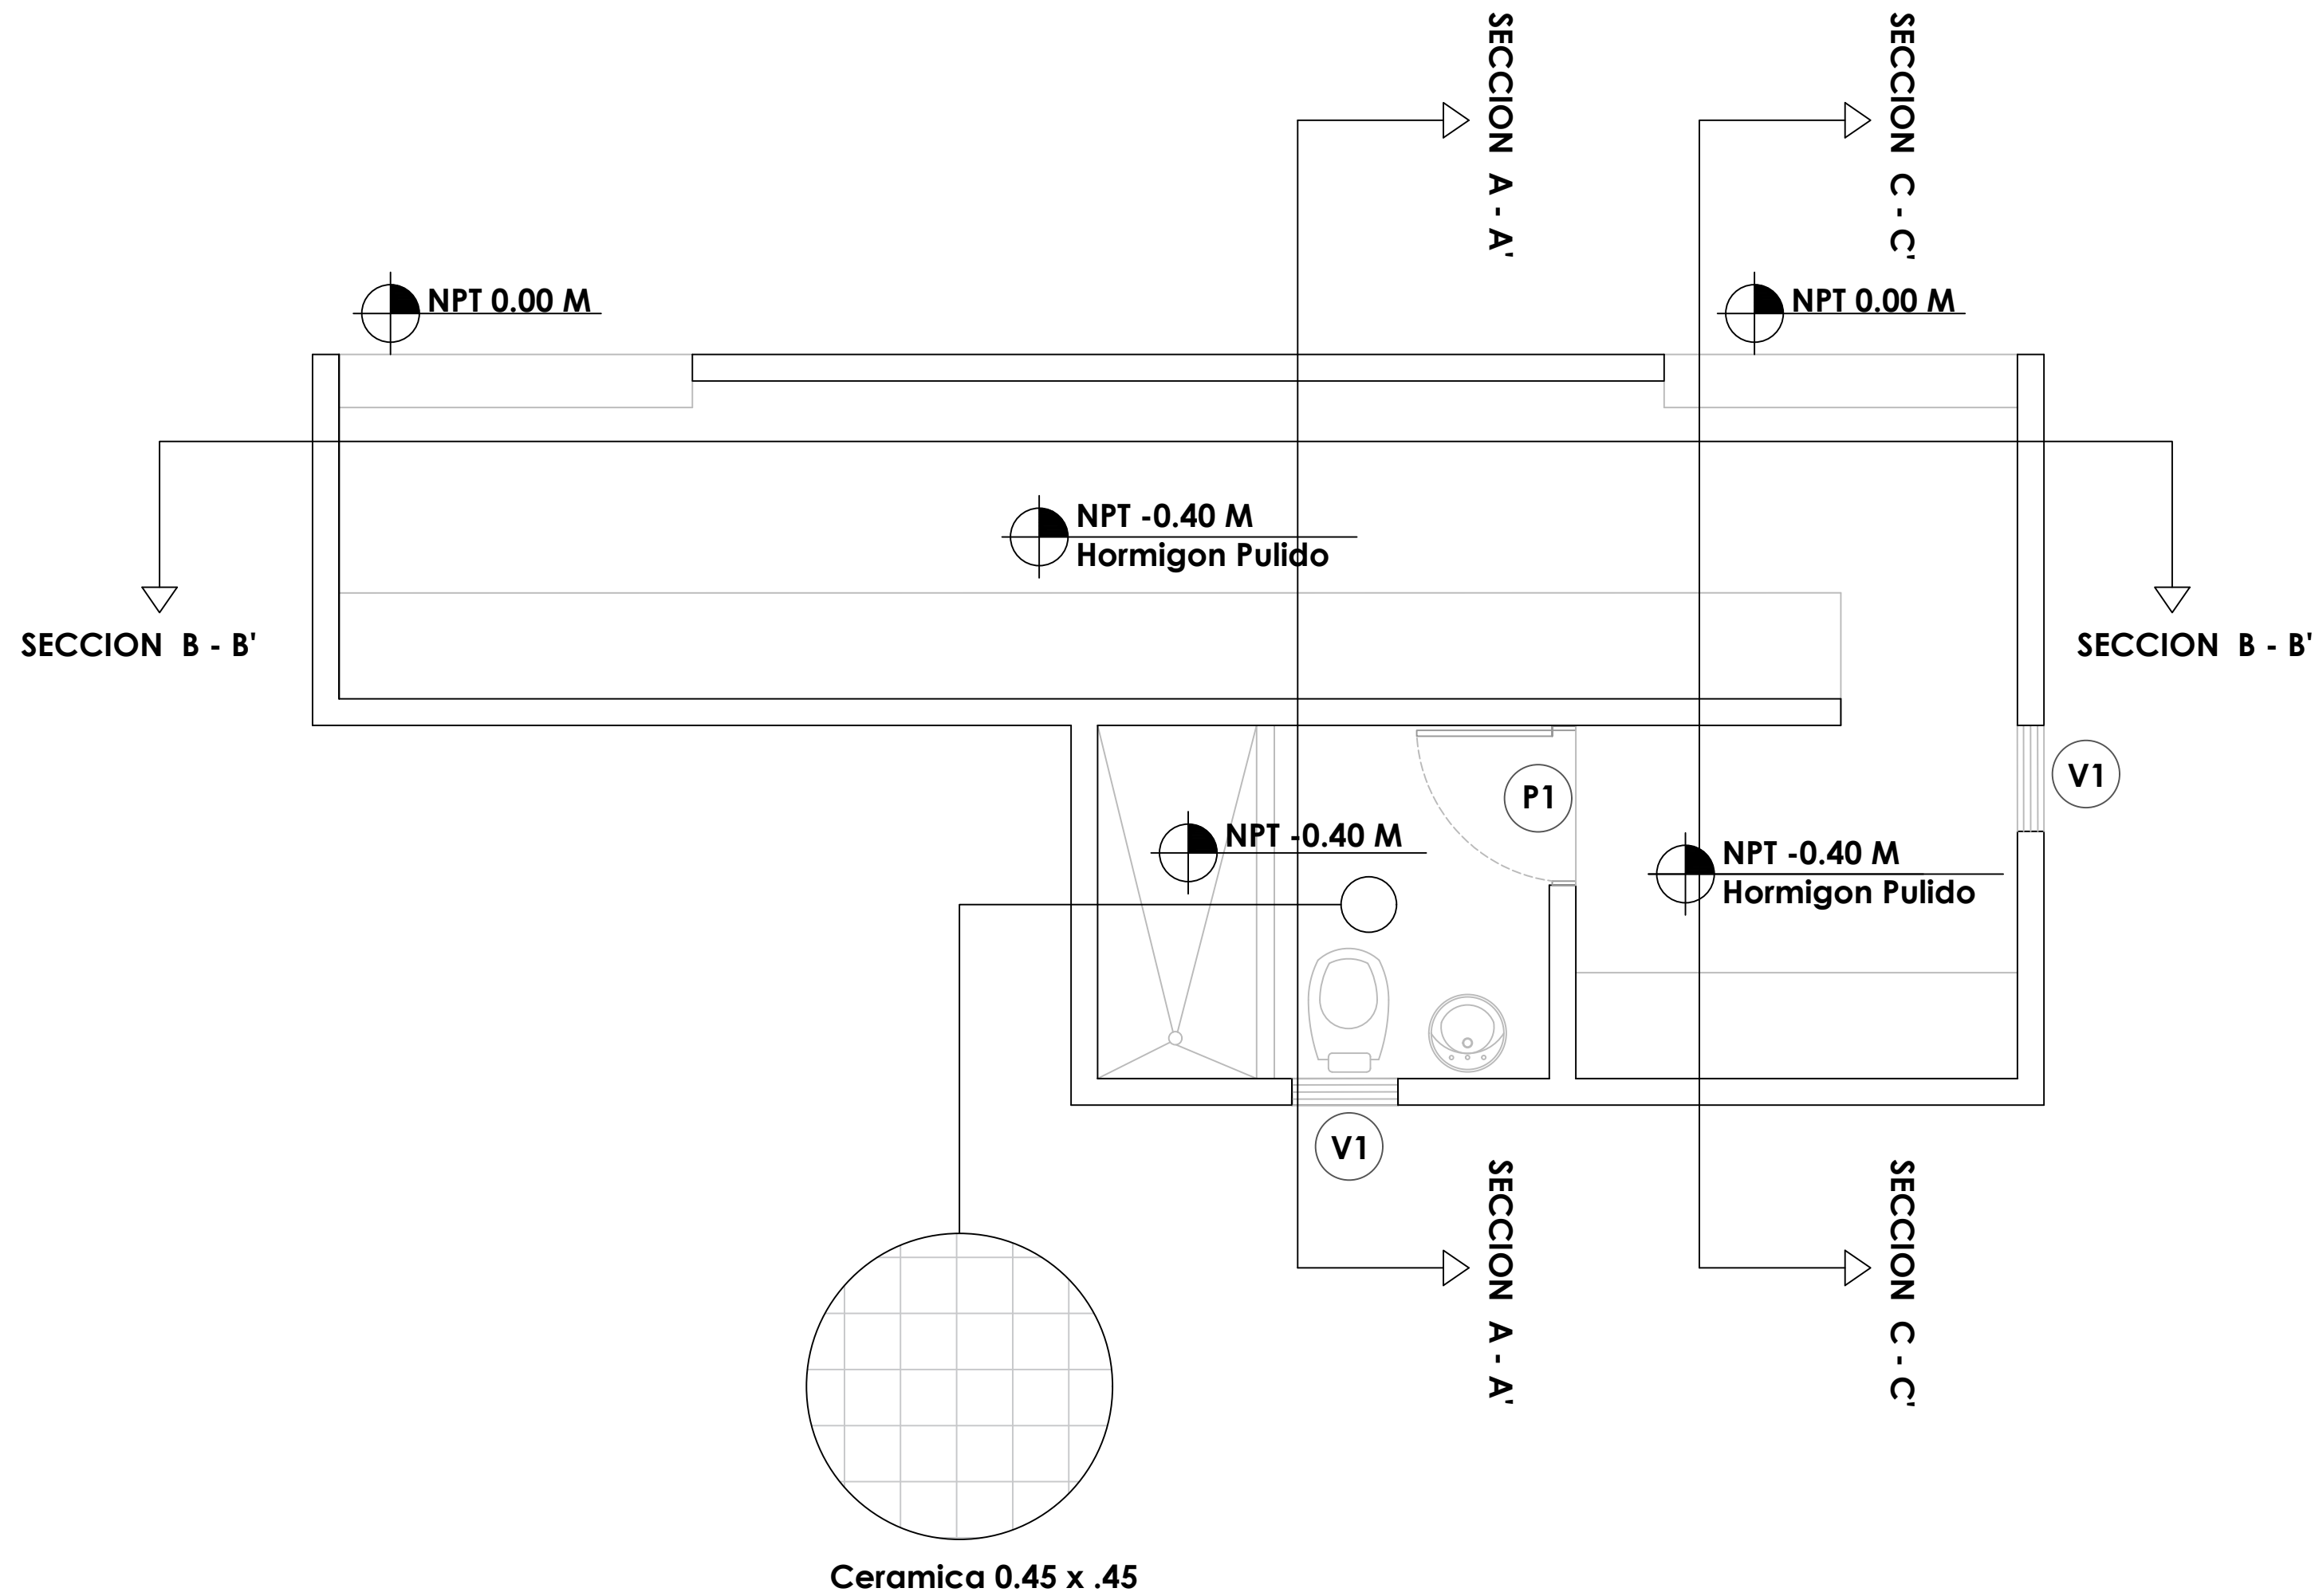 SECCION A - A'
SECCION C - C'
NPT 0.00 M
NPT 0.00 M
NPT -0.40 M
Hormigon Pulido
SECCION B - B'
SECCION B - B'
V1
P1
NPT -0.40 M
NPT -0.40 M
Hormigon Pulido
V1
SECCION A - A'
SECCION C - C'
Ceramica 0.45 x .45